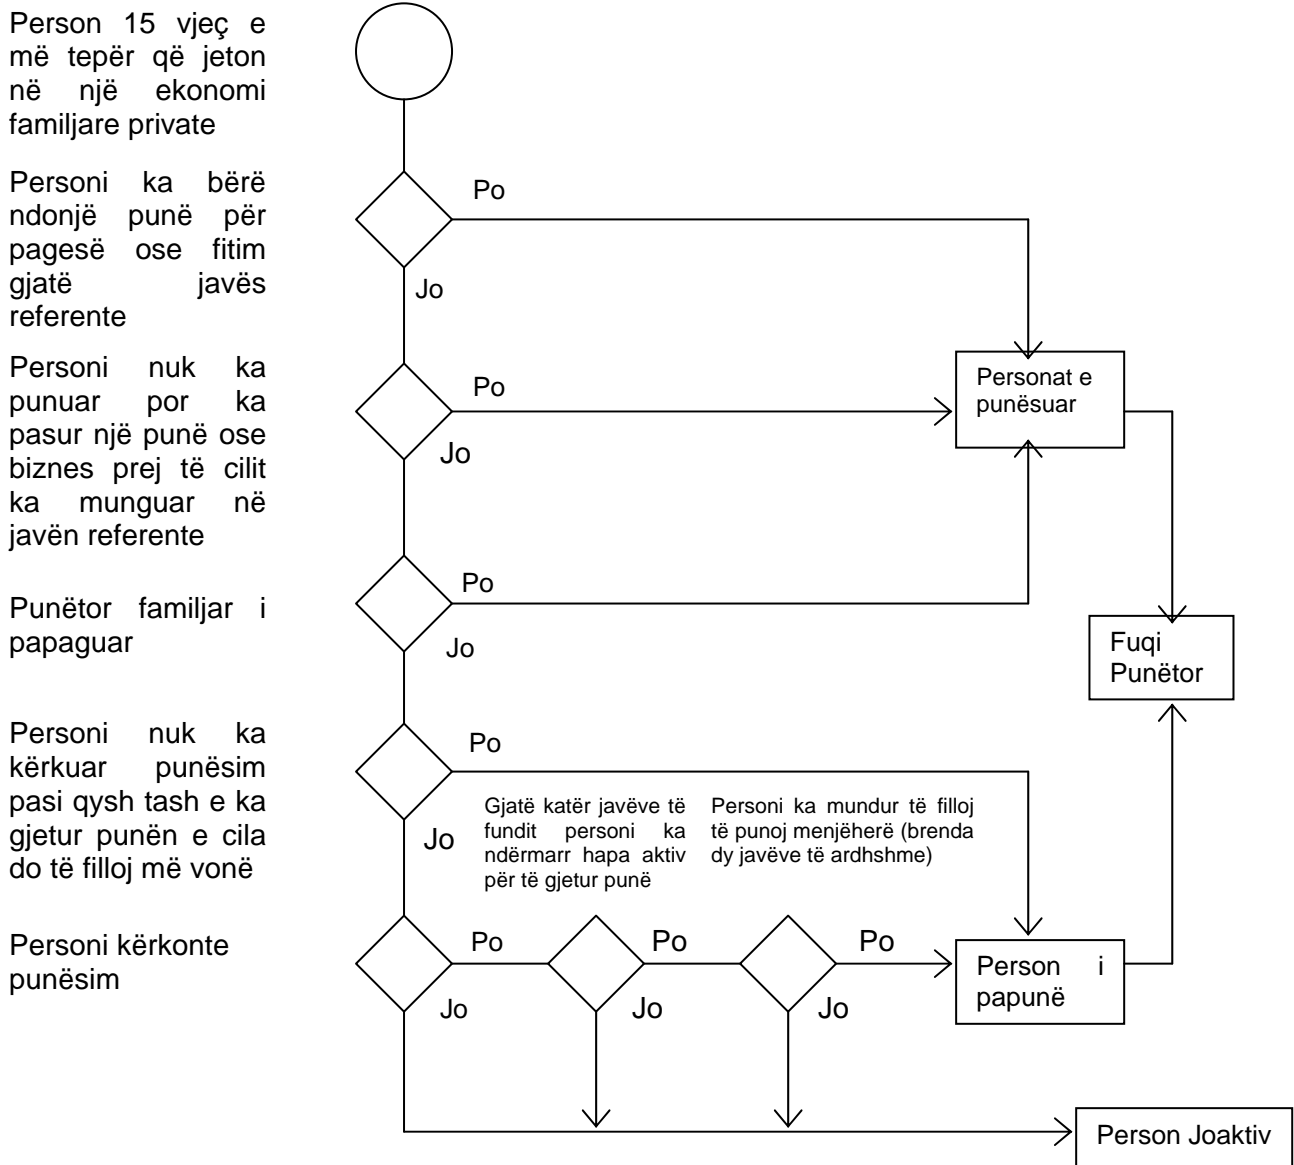 Person 15 vjeç e
më tepër që jeton
në një ekonomi
familjare private
Personi ka bërë
ndonjë punë për
pagesë ose fitim
gjatë javës
referente
Po
Jo
Personi nuk ka
punuar por ka
pasur një punë ose
biznes prej të cilit
ka munguar në
javën referente
Po
Jo
Personat e
punësuar
Punëtor familjar i
papaguar
Po
Jo
Fuqi
Punëtor
Personi nuk ka
kërkuar punësim
pasi qysh tash e ka
gjetur punën e cila
do të filloj më vonë
Po
Jo
Gjatë katër javëve të
fundit personi ka
ndërmarr hapa aktiv
për të gjetur punë
Personi ka mundur të filloj
të punoj menjëherë (brenda
dy javëve të ardhshme)
Personi kërkonte
punësim
Po
Jo
Po
Jo
Po
Jo
Person i
papunë
Person Joaktiv